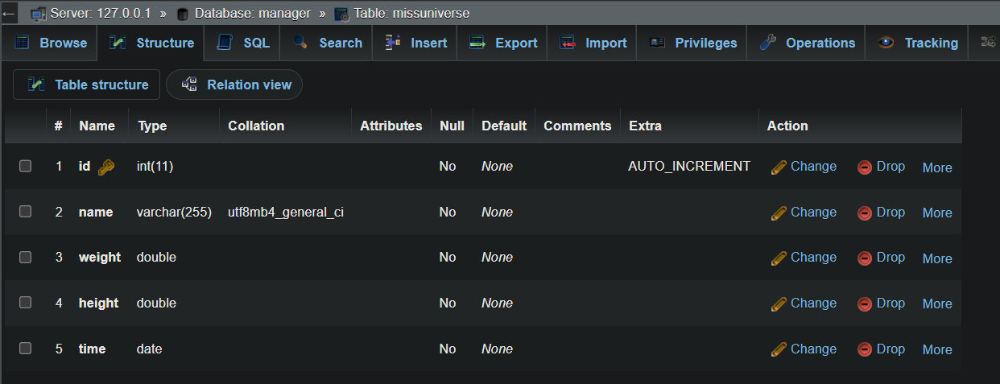 Server: 127.0.0.1 » Database: manager » Table: missuniverse
Browse Structure SQL Search Insert Export Import Privileges Operations Tracking
Table structure Relation view
# Name Type Collation Attributes Null Default Comments Extra Action
1 id int(11) No None AUTO_INCREMENT Change Drop More
2 name varchar(255) utf8mb4_general_ci No None Change Drop More
3 weight double No None Change Drop More
4 height double No None Change Drop More
5 time date No None Change Drop More